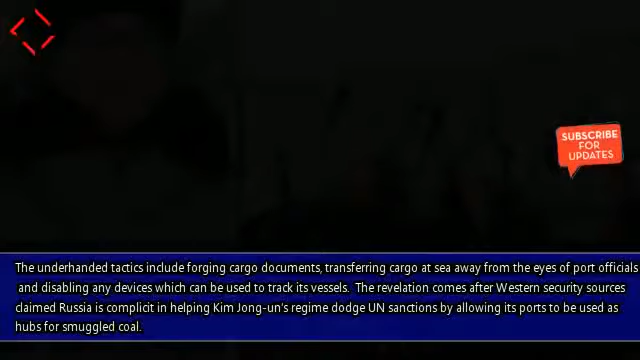 SUBSCRIBE
FOR
UPDATES
The underhanded tactics include forging cargo documents, transferring cargo at sea away from the eyes of port officials
and disabling any devices which can be used to track its vessels. The revelation comes after Western security sources
claimed Russia is complicit in helping Kim Jong-un's regime dodge UN sanctions by allowing its ports to be used as
hubs for smuggled coal.